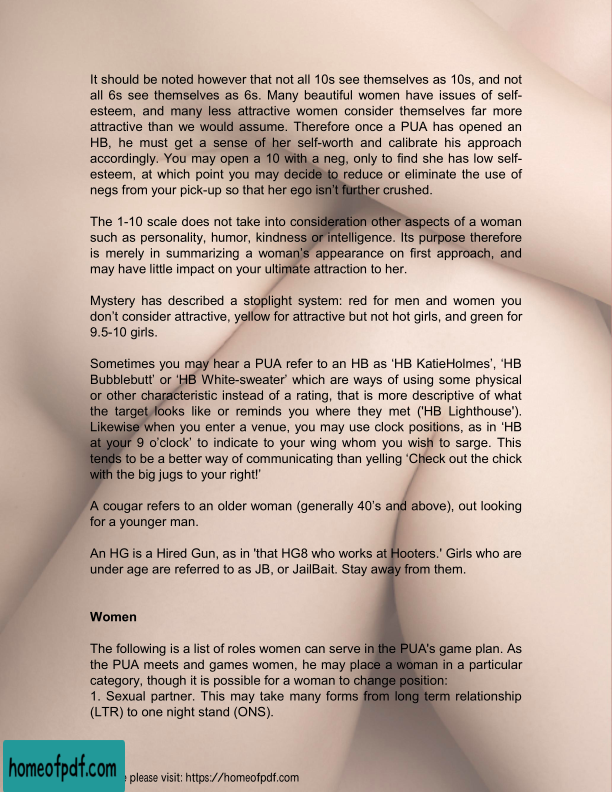 It should be noted however that not all 10s see themselves as 10s, and not
all 6s see themselves as 6s. Many beautiful women have issues of self-
esteem, and many less attractive women consider themselves far more
attractive than we would assume. Therefore once a PUA has opened an
HB, he must get a sense of her self-worth and calibrate his approach
accordingly. You may open a 10 with a neg, only to find she has low self-
esteem, at which point you may decide to reduce or eliminate the use of
negs from your pick-up so that her ego isn’t further crushed.
The 1-10 scale does not take into consideration other aspects of a woman
such as personality, humor, kindness or intelligence. Its purpose therefore
is merely in summarizing a woman’s appearance on first approach, and
may have little impact on your ultimate attraction to her.
Mystery has described a stoplight system: red for men and women you
don’t consider attractive, yellow for attractive but not hot girls, and green for
9.5-10 girls.
Sometimes you may hear a PUA refer to an HB as ‘HB KatieHolmes’, ‘HB
Bubblebutt’ or ‘HB White-sweater’ which are ways of using some physical
or other characteristic instead of a rating, that is more descriptive of what
the target looks like or reminds you where they met ('HB Lighthouse').
Likewise when you enter a venue, you may use clock positions, as in ‘HB
at your 9 o’clock’ to indicate to your wing whom you wish to sarge. This
tends to be a better way of communicating than yelling ‘Check out the chick
with the big jugs to your right!’
A cougar refers to an older woman (generally 40’s and above), out looking
for a younger man.
An HG is a Hired Gun, as in 'that HG8 who works at Hooters.' Girls who are
under age are referred to as JB, or JailBait. Stay away from them.
Women
The following is a list of roles women can serve in the PUA's game plan. As
the PUA meets and games women, he may place a woman in a particular
category, though it is possible for a woman to change position:
1. Sexual partner. This may take many forms from long term relationship
(LTR) to one night stand (ONS).
homeofpdf.com
please visit: https://homeofpdf.com